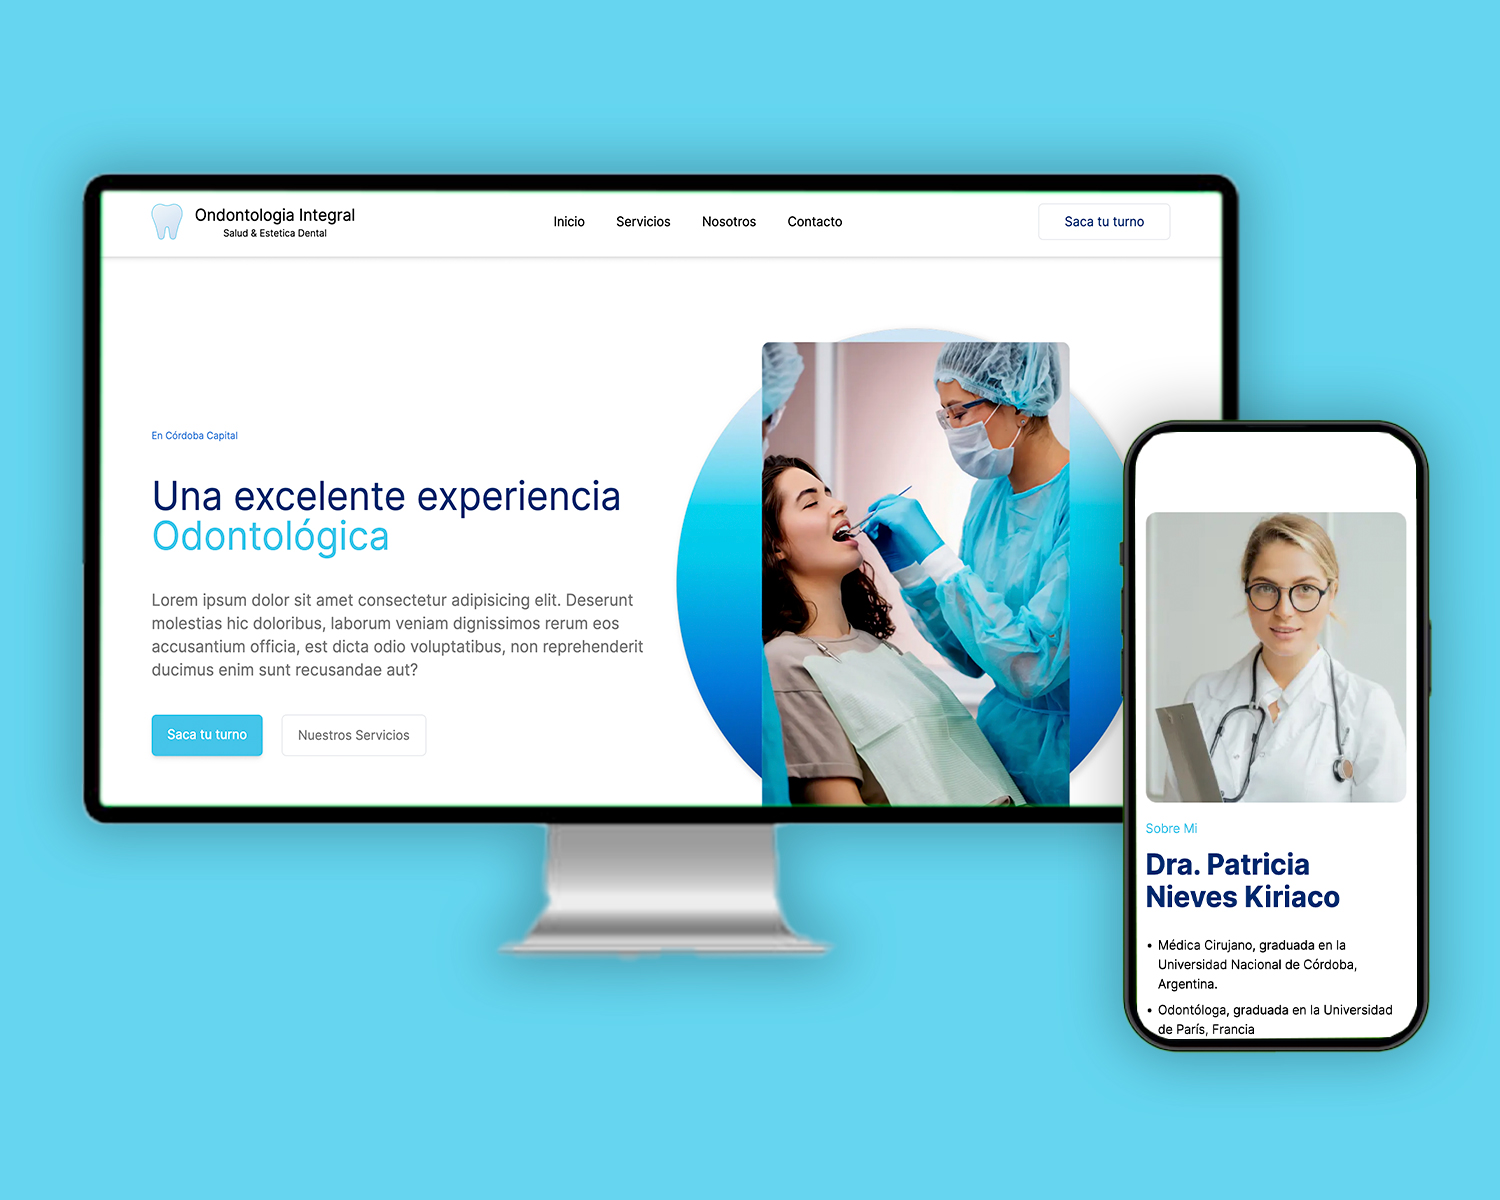 Ondontologia Integral
Salud & Estetica Dental
Inicio
Servicios
Nosotros
Contacto
Saca tu turno
En Córdoba Capital
Una excelente experiencia
Odontológica
Lorem ipsum dolor sit amet consectetur adipisicing elit. Deserunt
molestias hic doloribus, laborum veniam dignissimos rerum eos
accusantium officia, est dicta odio voluptatibus, non reprehenderit
ducimus enim sunt recusandae aut?
Saca tu turno
Nuestros Servicios
Sobre Mi
Dra. Patricia
Nieves Kiriaco
• Médica Cirujano, graduada en la
Universidad Nacional de Córdoba,
Argentina.
• Odontóloga, graduada en la Universidad
de París, Francia